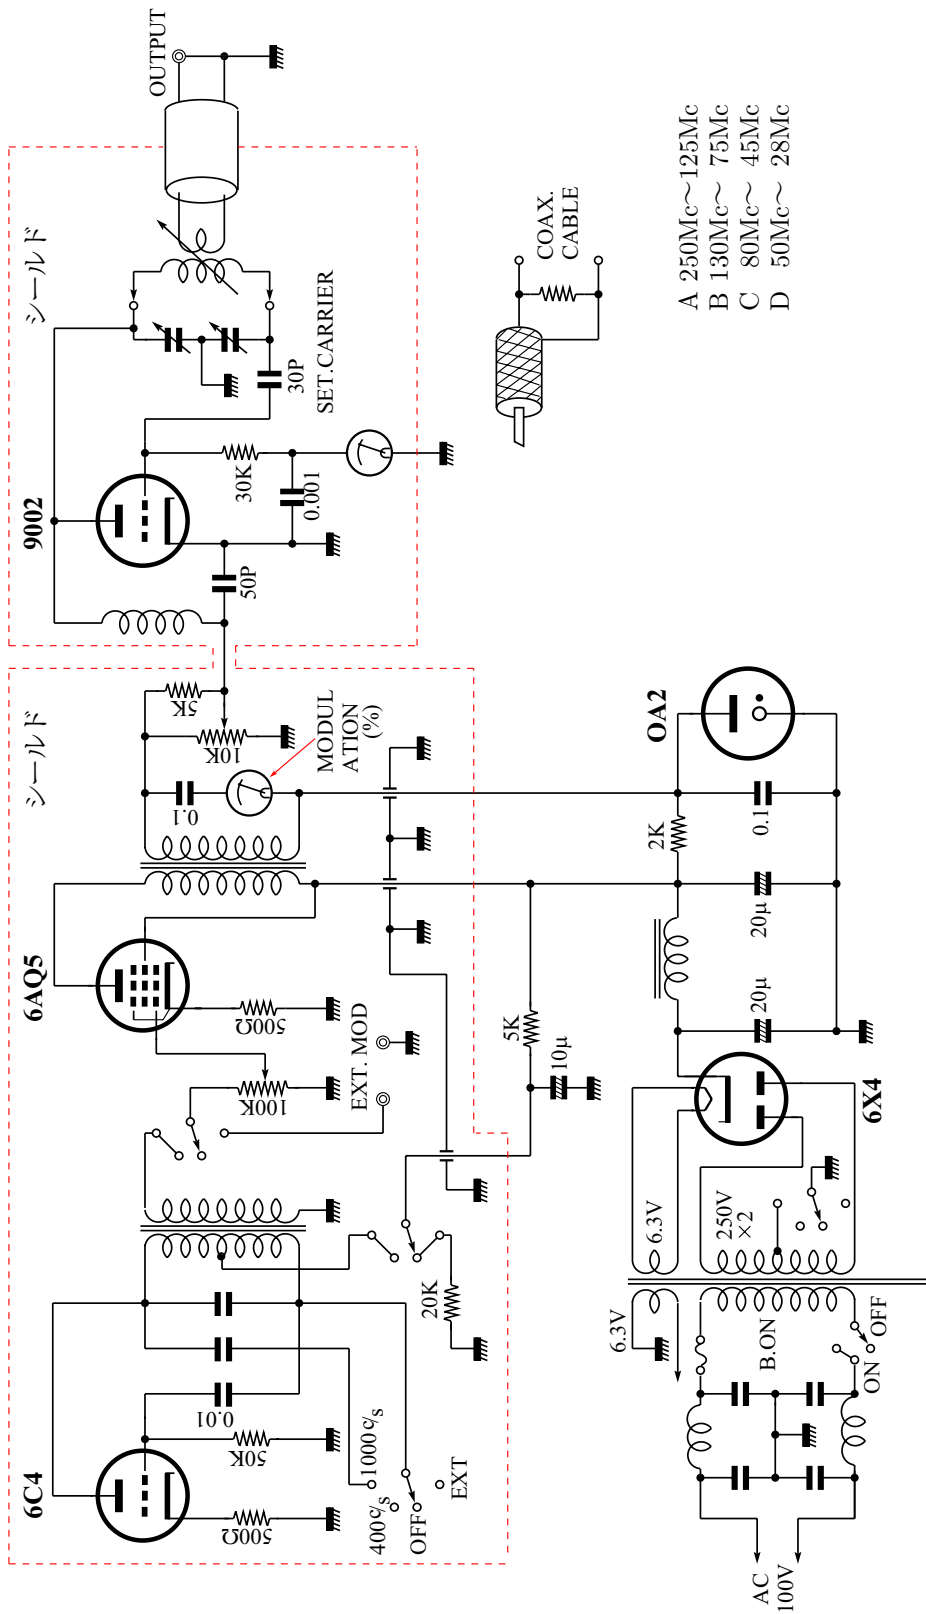 OUTPUT
シールド
9002
30P
SET.CARRIER
30K
0.001
50P
COAX.
CABLE
A 250Mc〜125Mc
B 130Mc〜 75Mc
C 80Mc〜 45Mc
D 50Mc〜 28Mc
シールド
5K
10K
MODUL
ATION
(%)
0.1
6AQ5
500Ω
100K
EXT. MOD
OA2
2K
0.1
20μ
20μ
5K
10μ
6X4
6.3V
250V
×2
6.3V
B.ON
OFF
ON
AC
100V
20K
6C4
0.01
50K
500Ω
1000c/s
400c/s
OFF
EXT